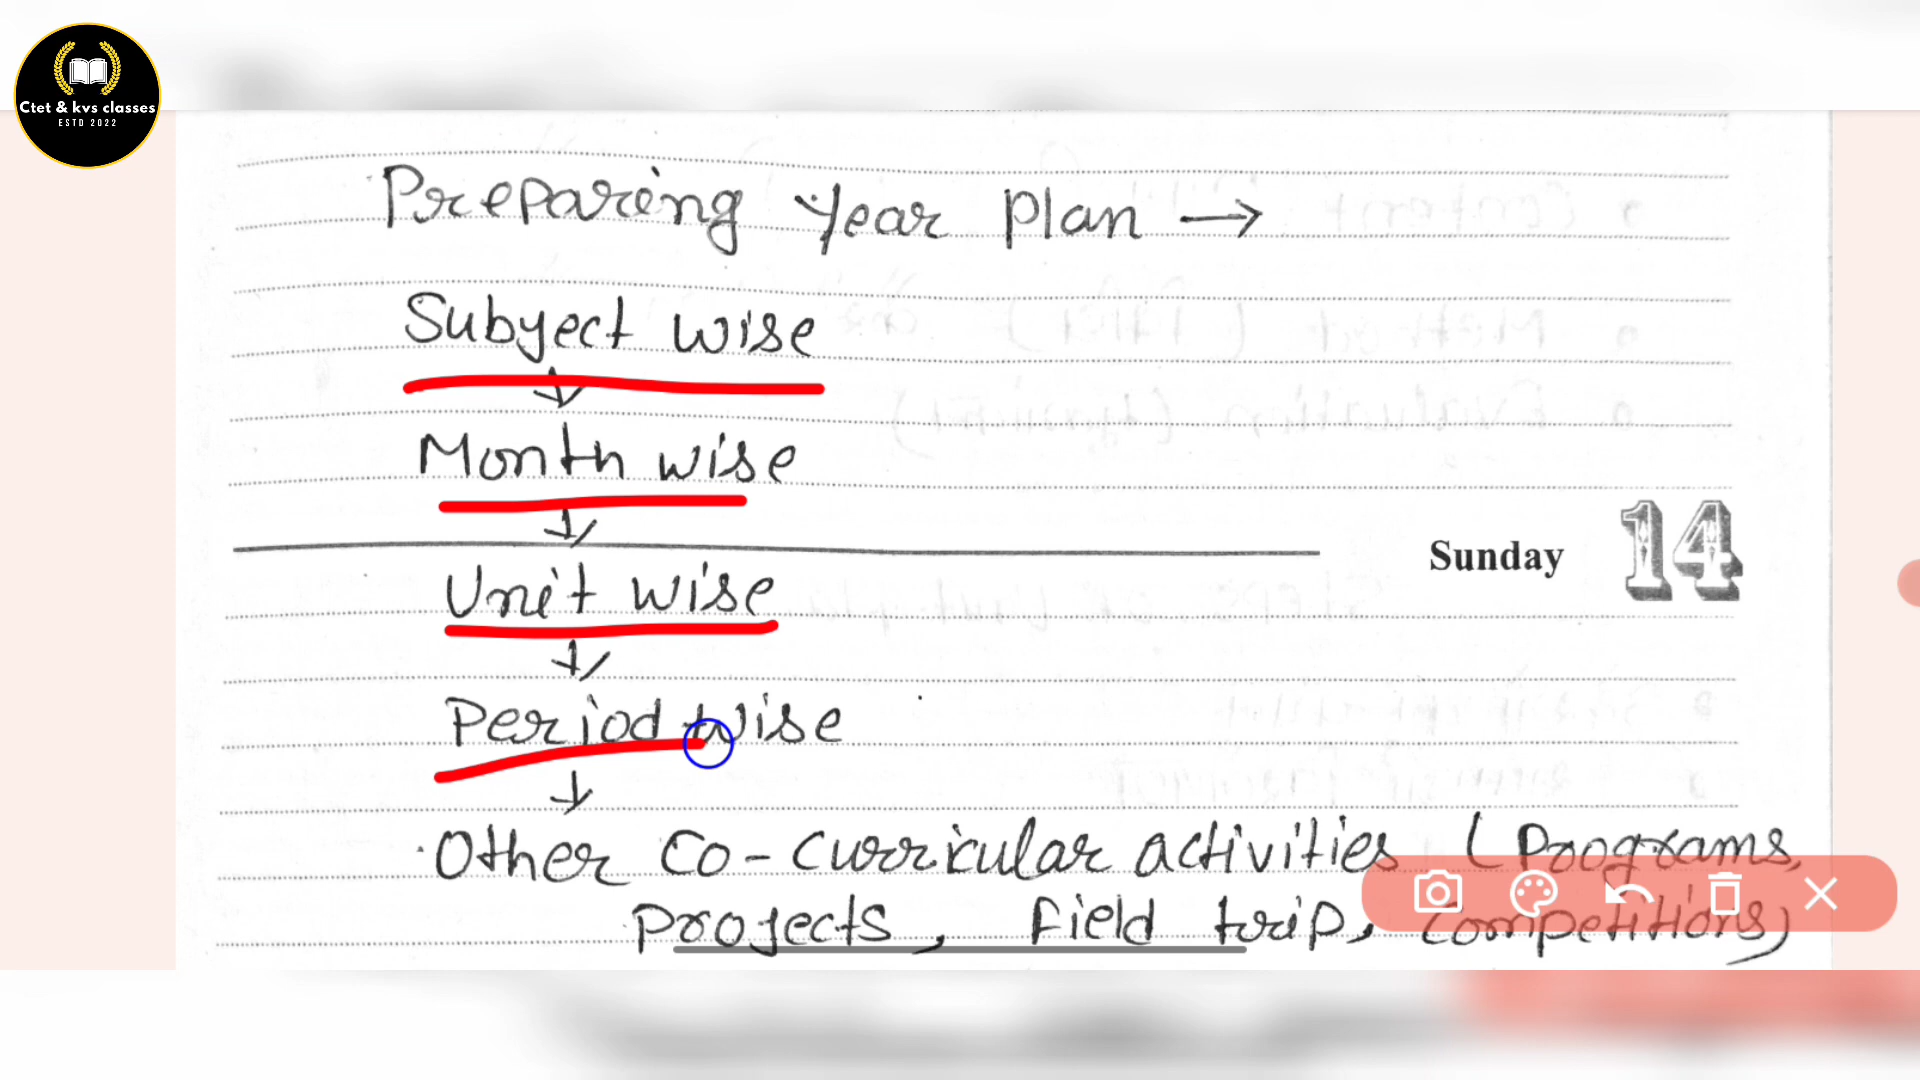 Ctet & kvs classes
ESTD 2022
Preparing Year Plan →
Subject wise
↓
Month wise
↓
Sunday 14
Unit wise
↓
Period wise
↓
Other Co-curricular activities (Programs,
Projects, Field trip, Competitions)